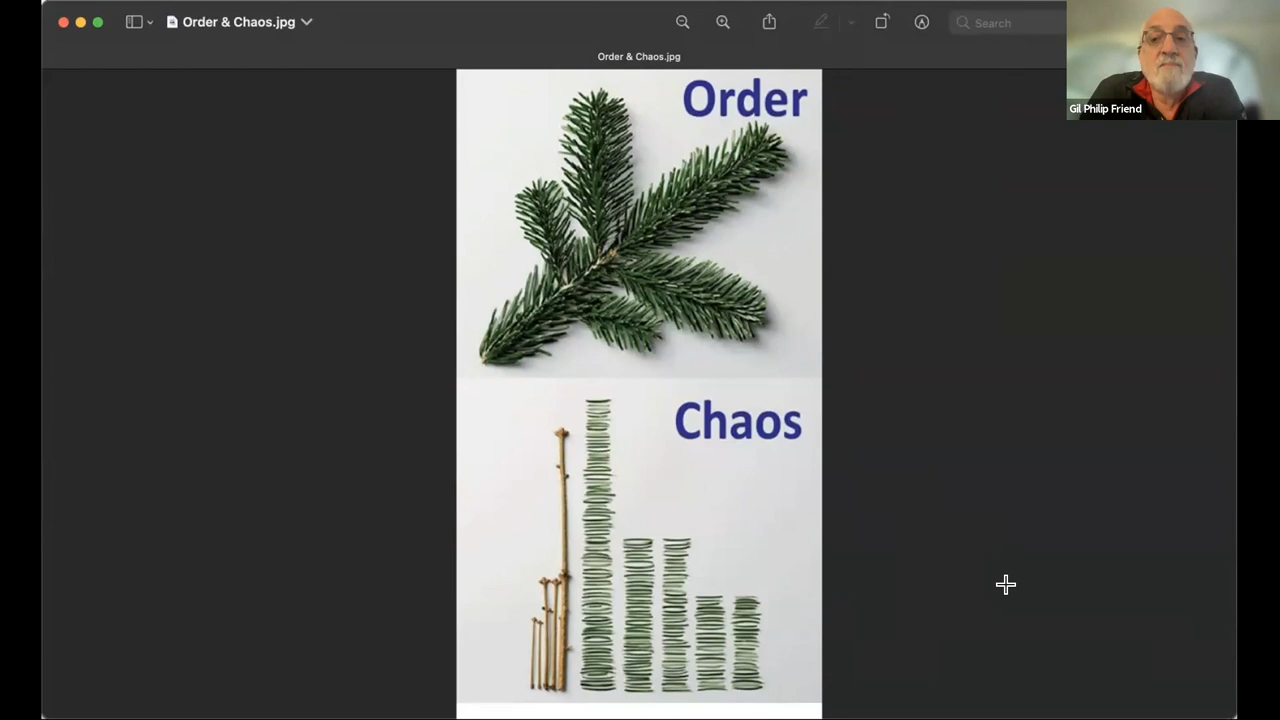 Order & Chaos.jpg
Search
Order & Chaos.jpg
Gil Philip Friend
Order
Chaos